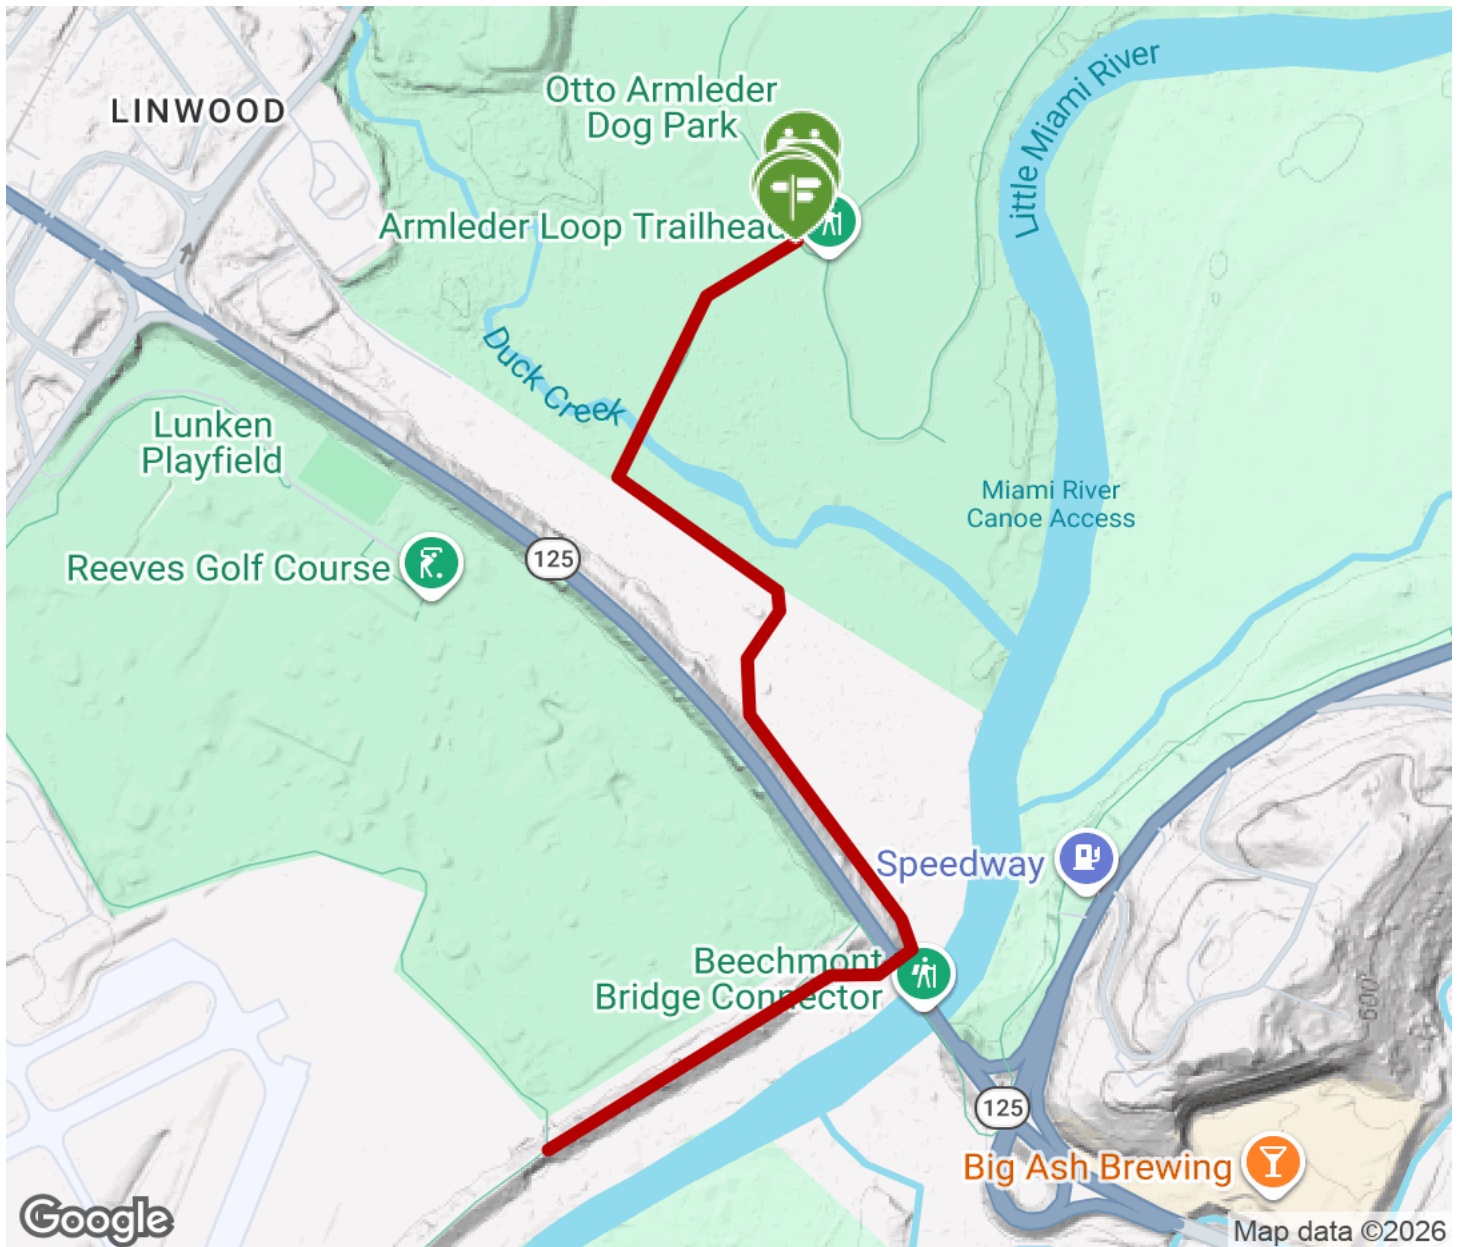 LINWOOD
Otto Armleder
Dog Park
Little Miami River
Armleder Loop Trailhead
Duck Creek
Lunken
Playfield
Miami River
Canoe Access
Reeves Golf Course
125
Speedway
Beechmont
Bridge Connector
600
125
Big Ash Brewing
Google
Map data ©2026